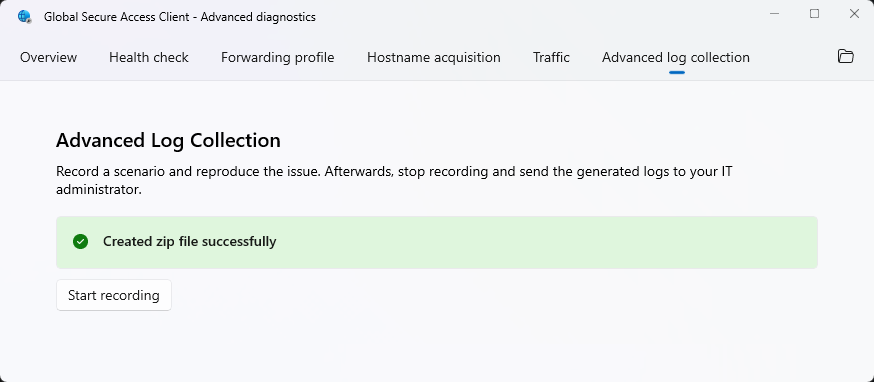 Global Secure Access Client - Advanced diagnostics
Overview
Health check
Forwarding profile
Hostname acquisition
Traffic
Advanced log collection
Advanced Log Collection
Record a scenario and reproduce the issue. Afterwards, stop recording and send the generated logs to your IT
administrator.
Created zip file successfully
Start recording